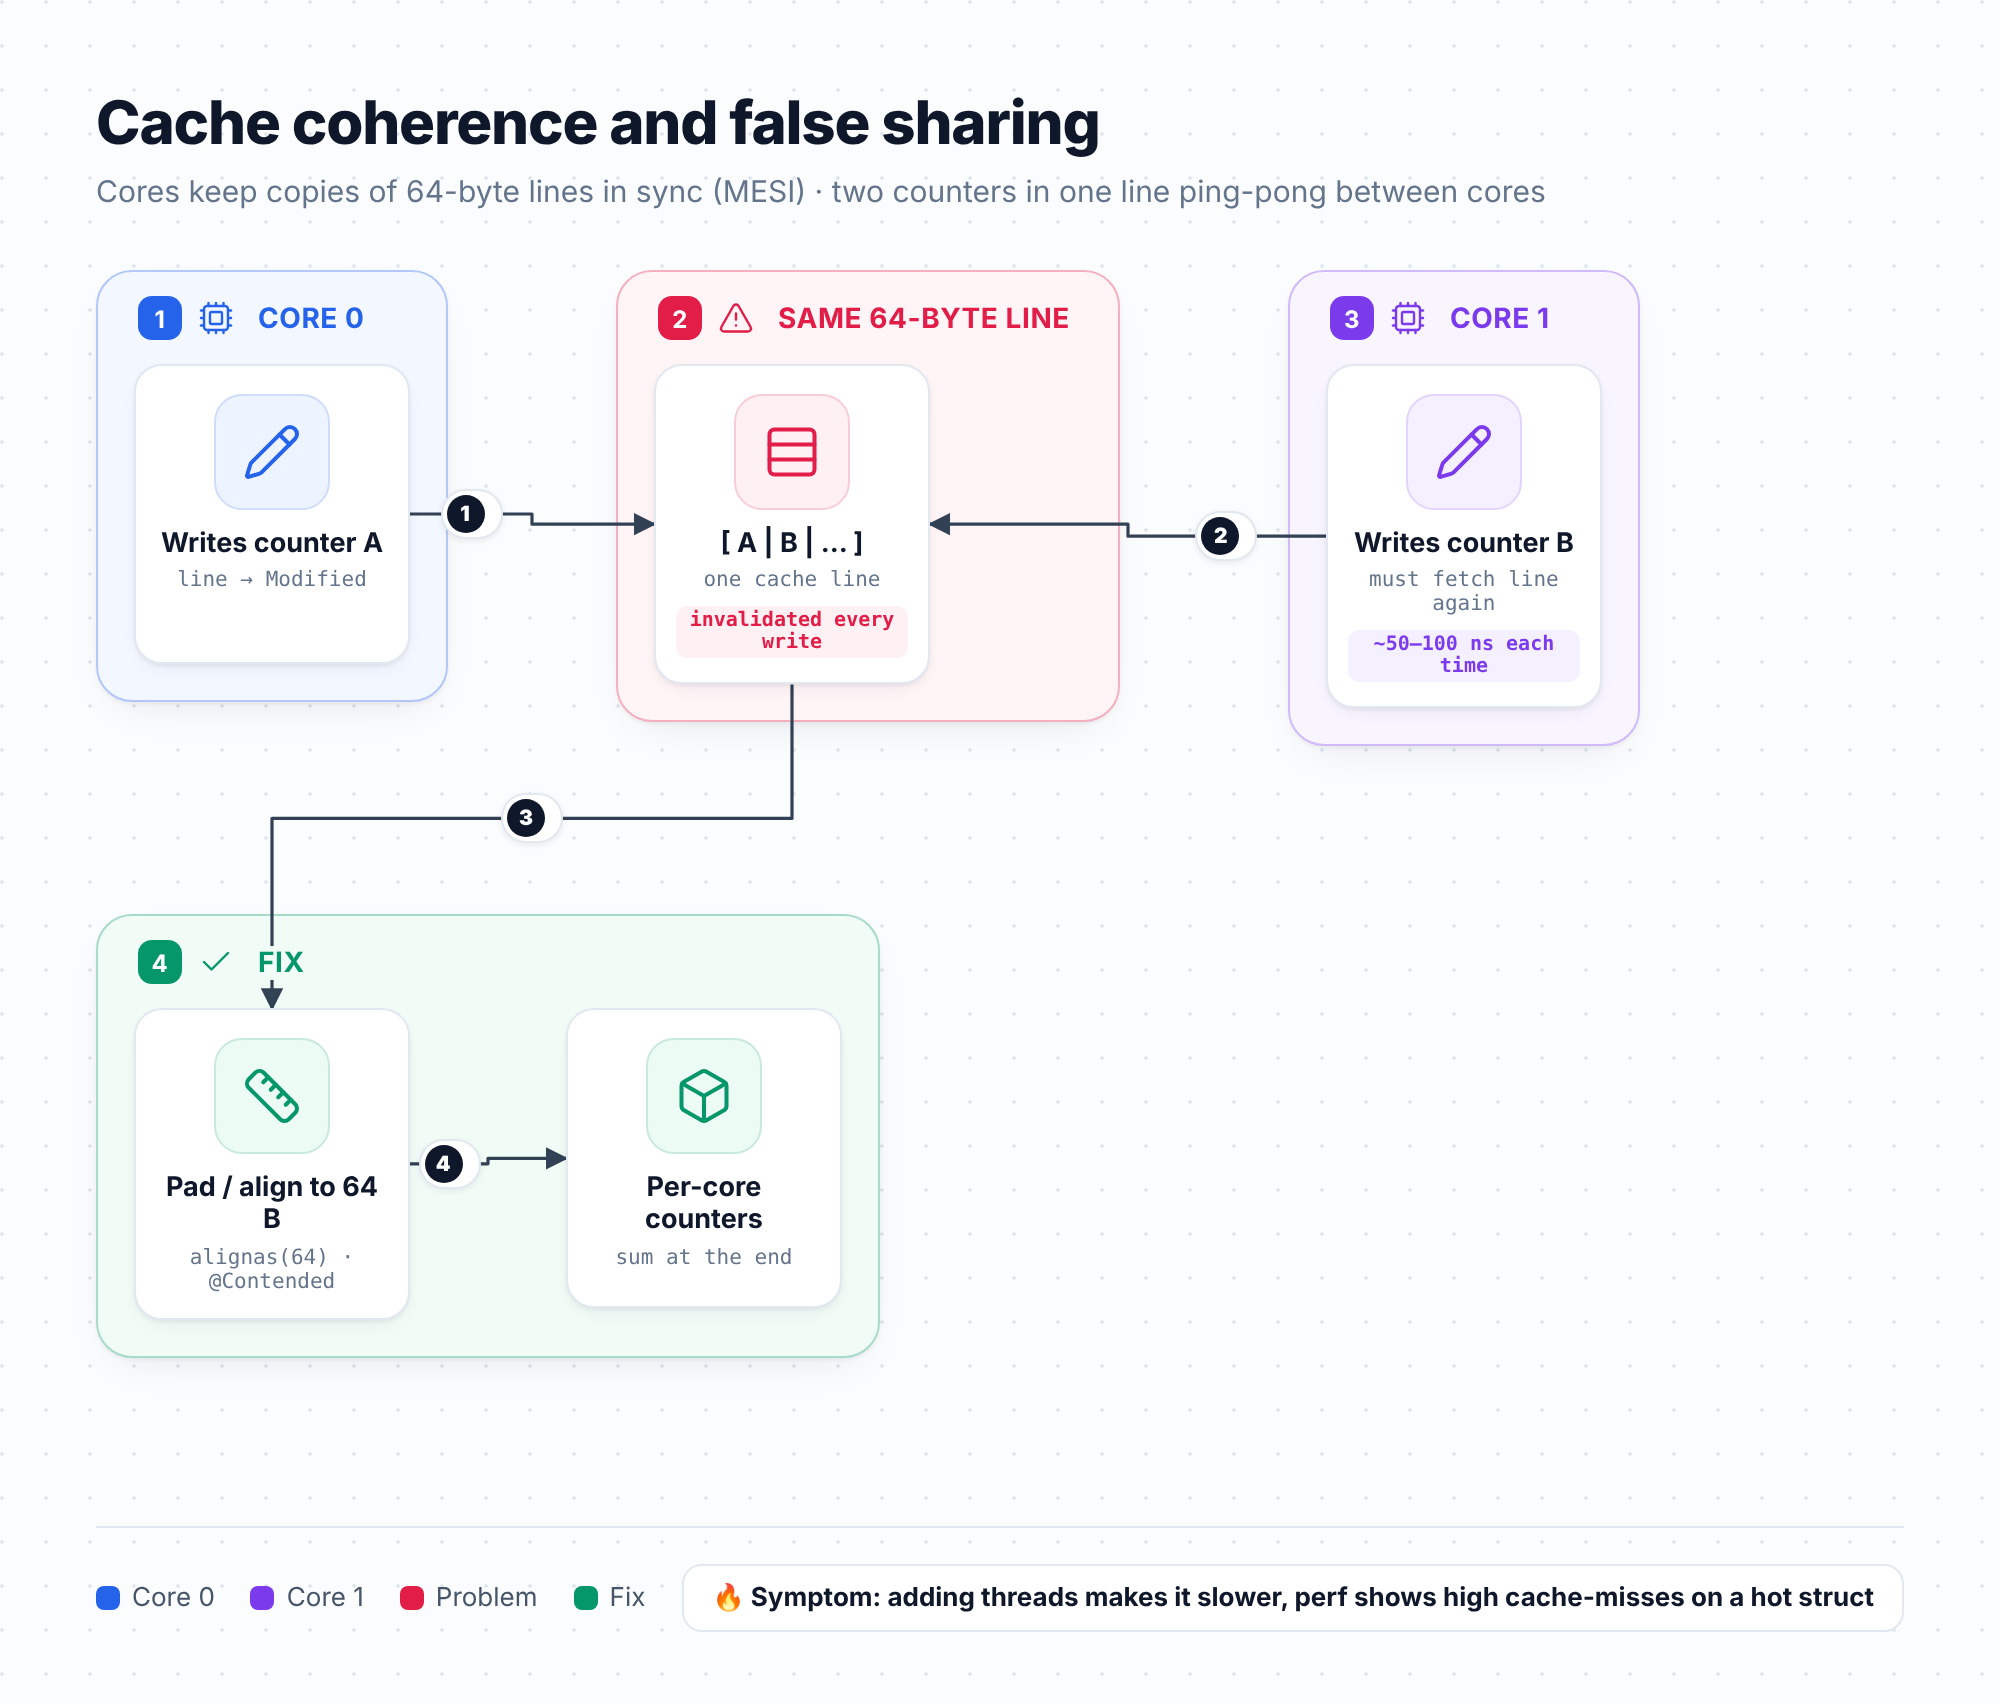 Cache coherence and false sharing
Cores keep copies of 64-byte lines in sync (MESI) · two counters in one line ping-pong between cores
1 CORE 0
Writes counter A
line → Modified
1
2 SAME 64-BYTE LINE
[ A | B | ... ]
one cache line
invalidated every
write
2
3 CORE 1
Writes counter B
must fetch line
again
~50–100 ns each
time
3
4 FIX
Pad / align to 64
B
alignas(64) ·
@Contended
4
Per-core
counters
sum at the end
Core 0
Core 1
Problem
Fix
🔥 Symptom: adding threads makes it slower, perf shows high cache-misses on a hot struct